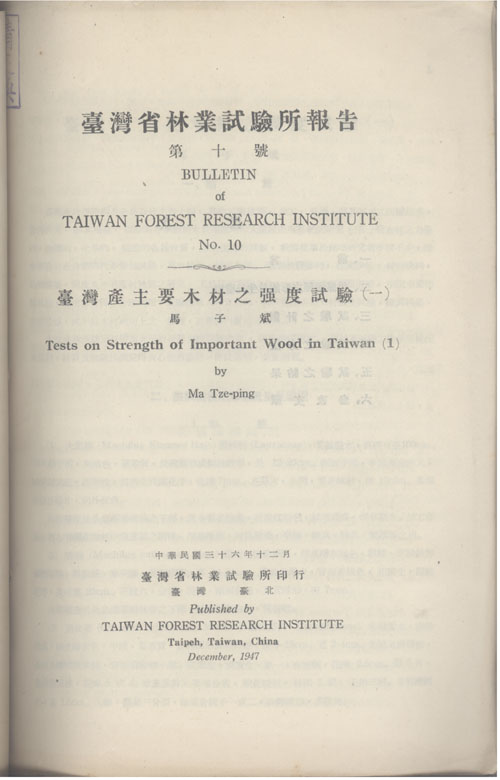 臺灣省林業試驗所報告
第十號
BULLETIN
of
TAIWAN FOREST RESEARCH INSTITUTE
No. 10
臺灣產主要木材之强度試驗(一)
馬子斌
Tests on Strength of Important Wood in Taiwan (1)
by
Ma Tze-ping
中華民國三十六年十二月
臺灣省林業試驗所印行
臺灣 臺北
Published by
TAIWAN FOREST RESEARCH INSTITUTE
Taipeh, Taiwan, China
December, 1947